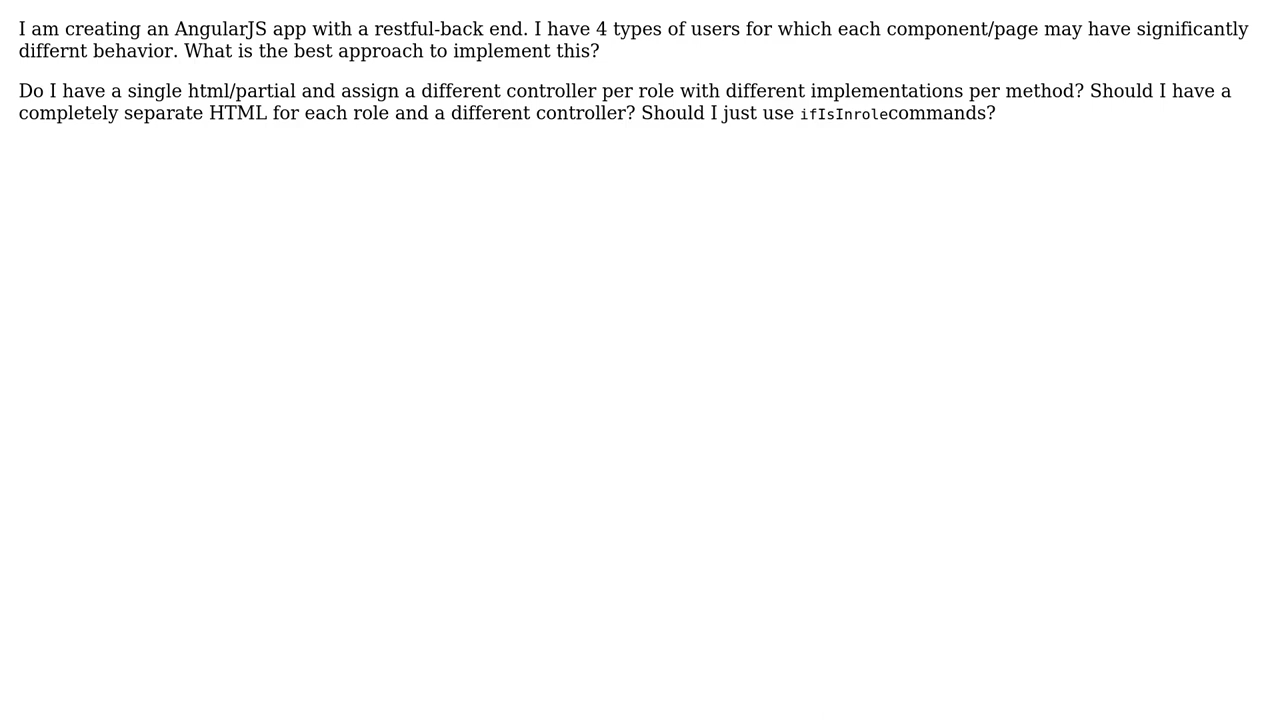 I am creating an AngularJS app with a restful-back end. I have 4 types of users for which each component/page may have significantly
differnt behavior. What is the best approach to implement this?
Do I have a single html/partial and assign a different controller per role with different implementations per method? Should I have a
completely separate HTML for each role and a different controller? Should I just use ifIsInrolecommands?